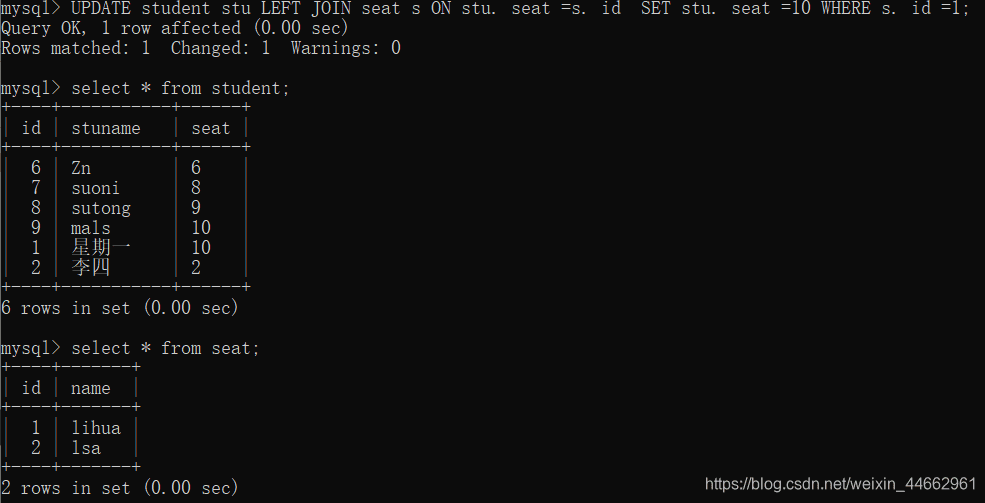 mysql> UPDATE student stu LEFT JOIN seat s ON stu. seat =s. id  SET stu. seat =10 WHERE s. id =1;
Query OK, 1 row affected (0.00 sec)
Rows matched: 1  Changed: 1  Warnings: 0
mysql> select * from student;
+----+-----------+------+
| id | stuname   | seat |
+----+-----------+------+
|  6 | Zn        | 6    |
|  7 | suoni     | 8    |
|  8 | sutong    | 9    |
|  9 | mals      | 10   |
|  1 | 星期一    | 10   |
|  2 | 李四      | 2    |
+----+-----------+------+
6 rows in set (0.00 sec)
mysql> select * from seat;
+----+-------+
| id | name  |
+----+-------+
|  1 | lihua |
|  2 | lsa   |
+----+-------+
2 rows in set (0.00 sec)
https://blog.csdn.net/weixin_44662961